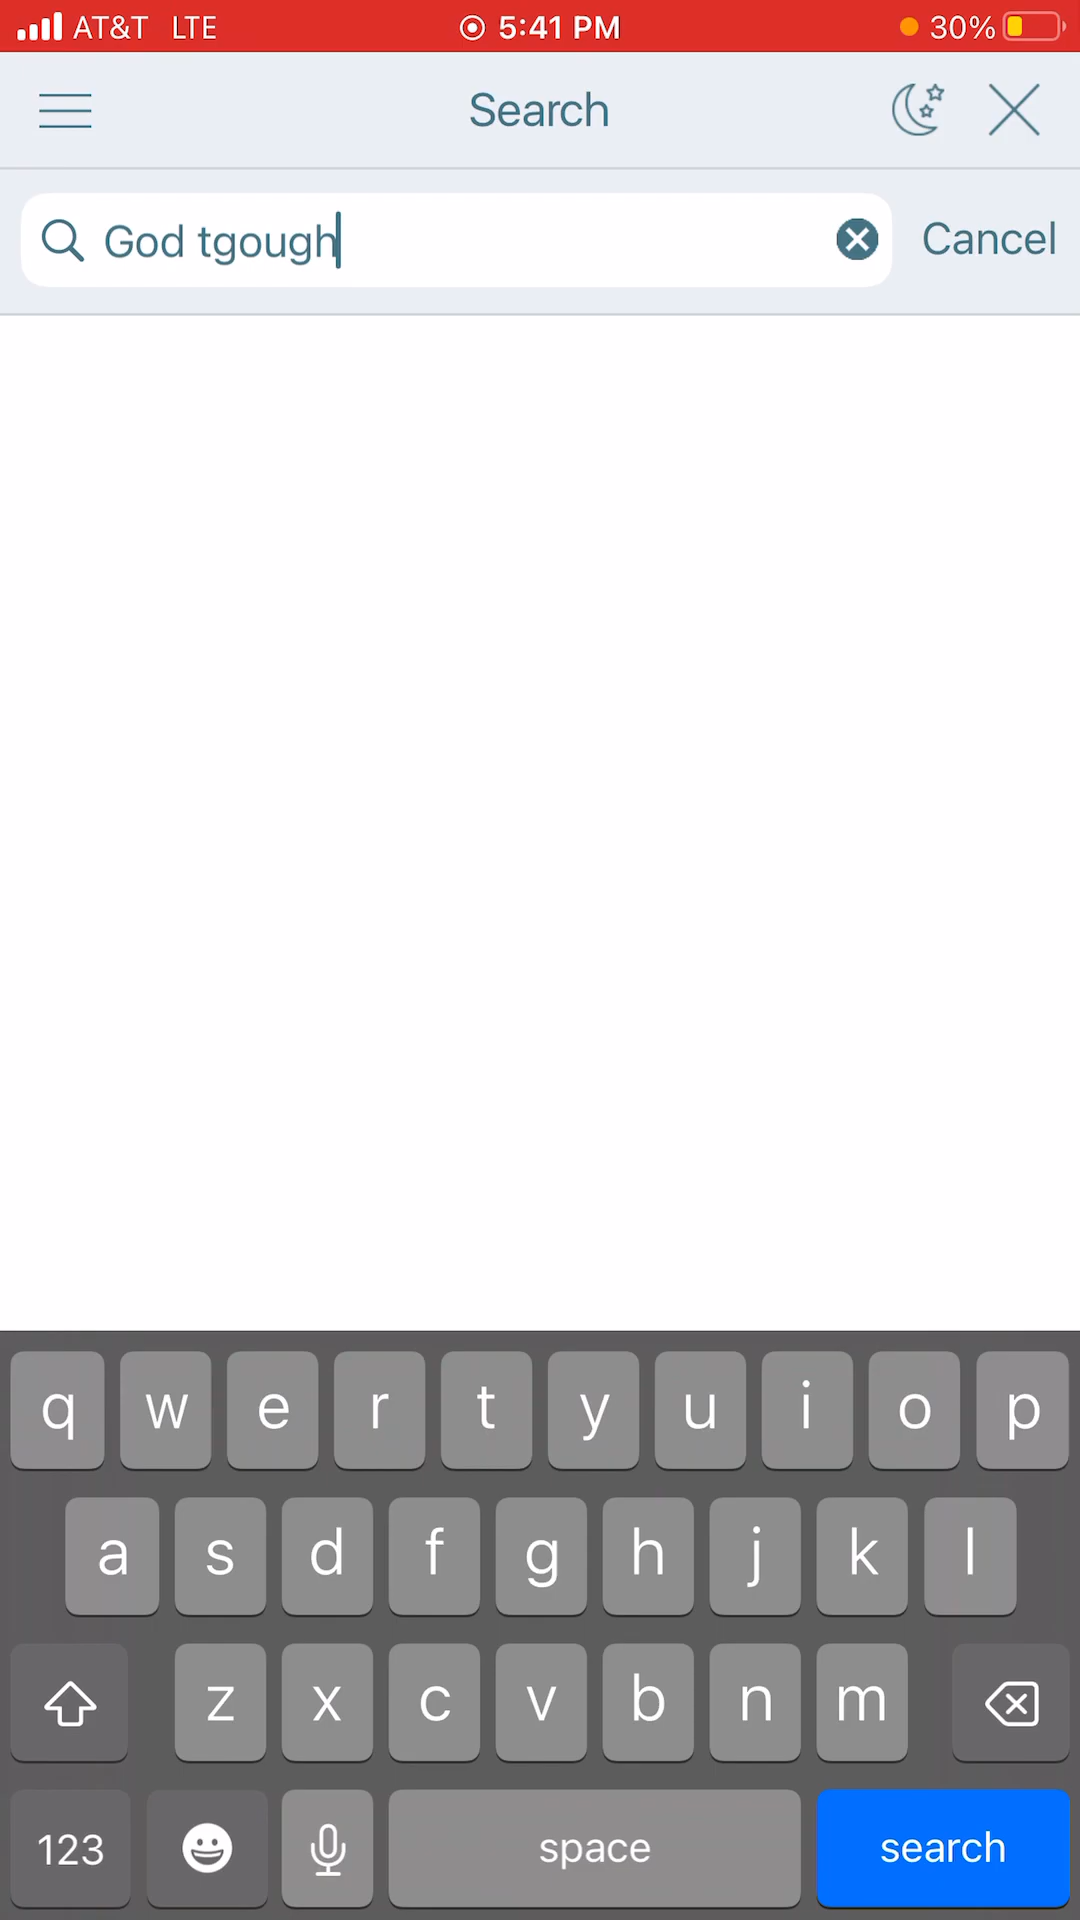 AT&T LTE 5:41 PM 30%
Search
God tgough Cancel
q w e r t y u i o p
a s d f g h j k l
z x c v b n m
123 space search